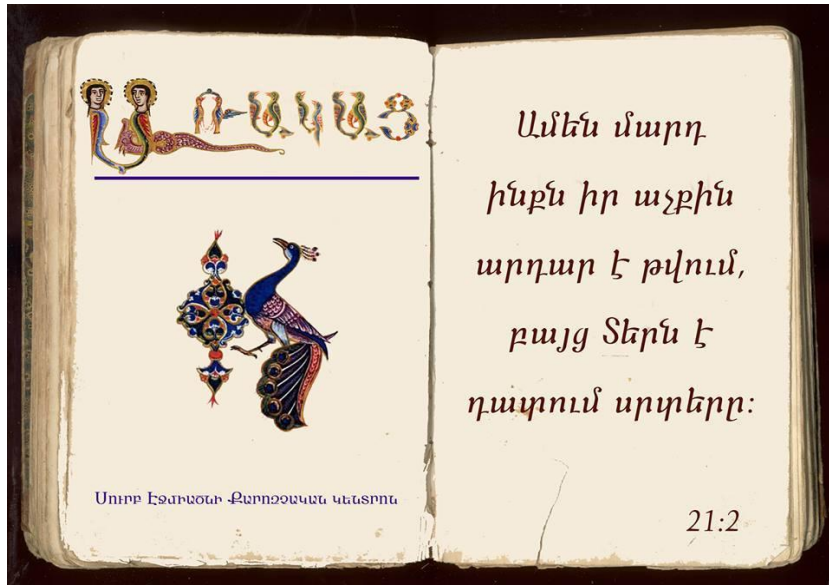 Առակաց
Սուրբ Էջմիածնի Քարոզչական կենտրոն
Ամեն մարդ
ինքն իր աչքին
արդար է թվում,
բայց Տերն է
դատում սրտերը:
21:2